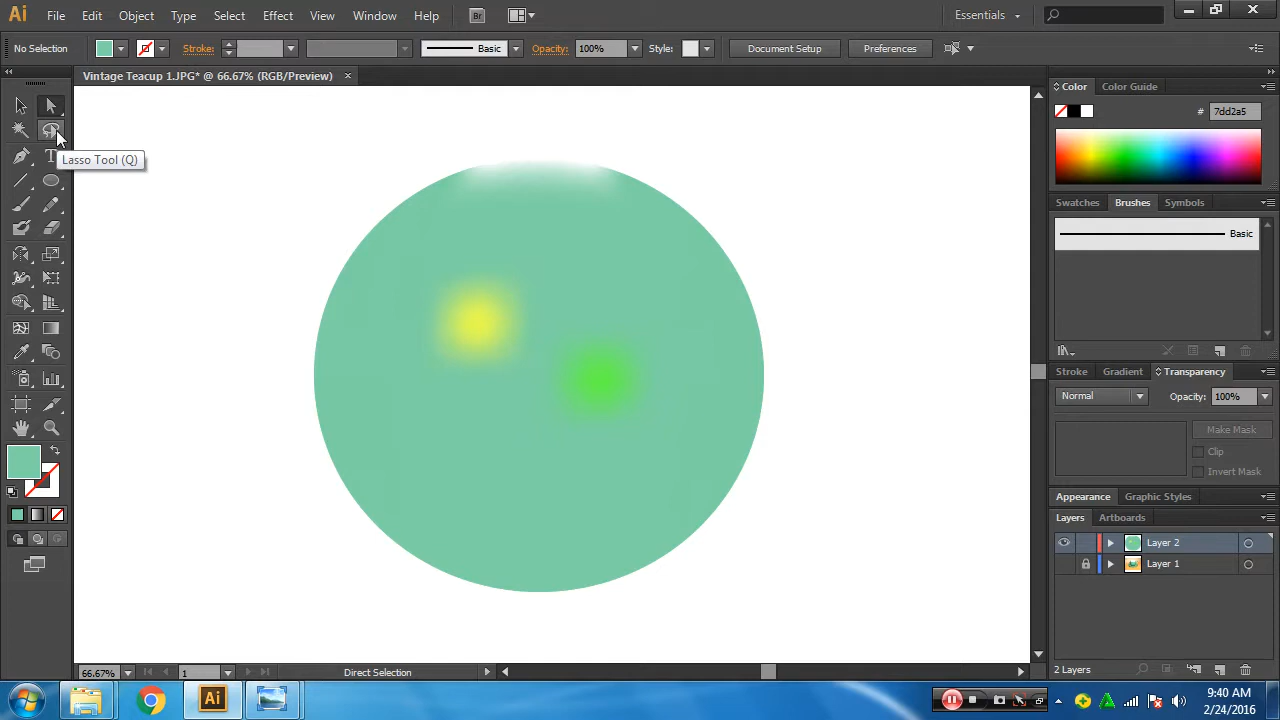 Ai File Edit Object Type Select Effect View Window Help Br Essentials
No Selection Stroke: Basic Opacity: 100% Style: Document Setup Preferences
Vintage Teacup 1.JPG* @ 66.67% (RGB/Preview)
Color Color Guide
# 7dd2a5
T
Lasso Tool (Q)
Swatches Brushes Symbols
Basic
Stroke Gradient Transparency
Normal Opacity: 100%
Make Mask
Clip
Invert Mask
Appearance Graphic Styles
Layers Artboards
Layer 2
Layer 1
2 Layers
66.67% 1 Direct Selection
Ai
9:40 AM
2/24/2016